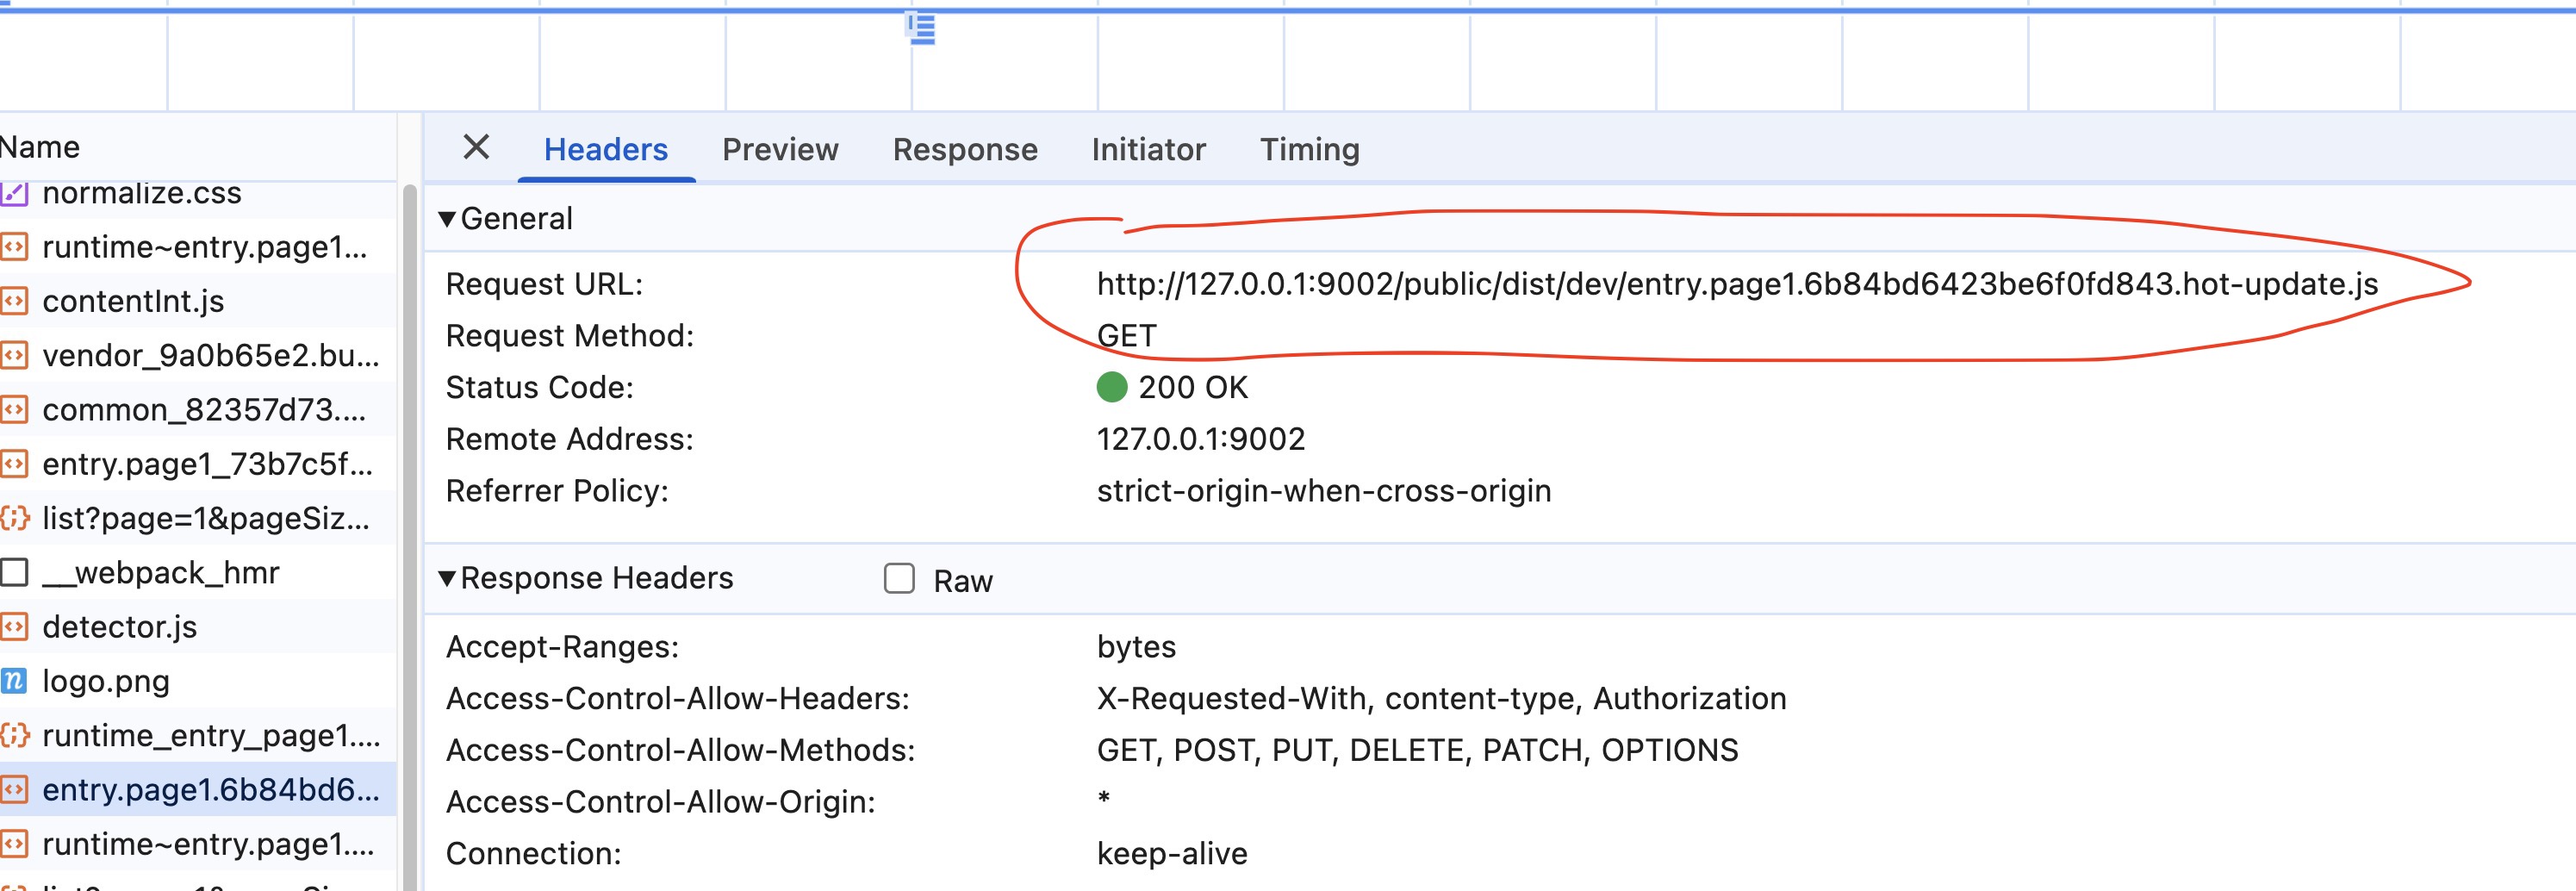 Name
normalize.css
runtime~entry.page1...
contentInt.js
vendor_9a0b65e2.bu...
common_82357d73....
entry.page1_73b7c5f...
list?page=1&pageSiz...
__webpack_hmr
detector.js
logo.png
runtime_entry_page1....
entry.page1.6b84bd6...
runtime~entry.page1....
Headers Preview Response Initiator Timing
General
Request URL: http://127.0.0.1:9002/public/dist/dev/entry.page1.6b84bd6423be6f0fd843.hot-update.js
Request Method: GET
Status Code: 200 OK
Remote Address: 127.0.0.1:9002
Referrer Policy: strict-origin-when-cross-origin
Response Headers Raw
Accept-Ranges: bytes
Access-Control-Allow-Headers: X-Requested-With, content-type, Authorization
Access-Control-Allow-Methods: GET, POST, PUT, DELETE, PATCH, OPTIONS
Access-Control-Allow-Origin: *
Connection: keep-alive